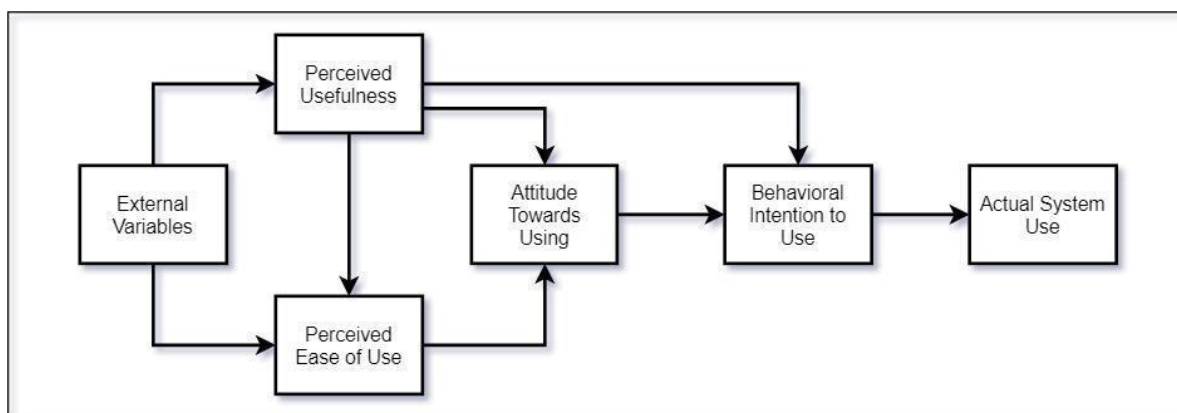 Perceived
Usefulness
External
Variables
Attitude
Towards
Using
Behavioral
Intention to
Use
Actual System
Use
Perceived
Ease of Use